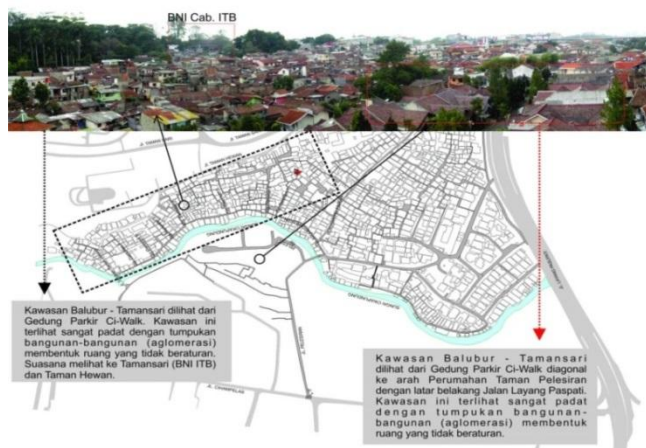 BNI Cab. ITB
Kawasan Balubur - Tamansari dilihat dari
Gedung Parkir Ci-Walk. Kawasan ini
terlihat sangat padat dengan tumpukan
bangunan-bangunan (aglomerasi)
membentuk ruang yang tidak beraturan.
Suasana melihat ke Tamansari (BNI ITB)
dan Taman Hewan.
Kawasan Balubur - Tamansari
dilihat dari Gedung Parkir Ci-Walk diagonal
ke arah Perumahan Taman Pelesiran
dengan latar belakang Jalan Layang Paspati.
Kawasan ini terlihat sangat padat
dengan tumpukan bangunan-
bangunan (aglomerasi) membentuk
ruang yang tidak beraturan.
JL. CIHAMPELAS